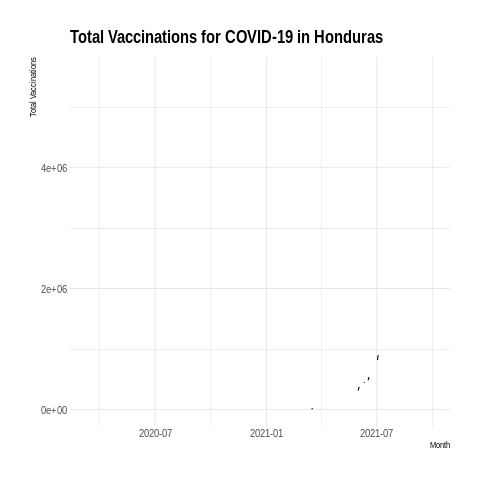 Total Vaccinations for COVID-19 in Honduras
Total Vaccinations
4e+06
2e+06
0e+00
2020-07 2021-01 2021-07
Month